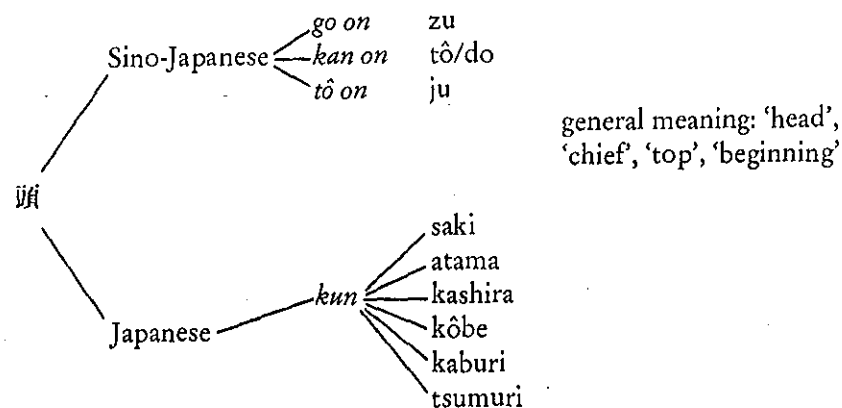 go on zu
Sino-Japanese kan on tô/do
tô on ju
general meaning: ‘head’,
‘chief’, ‘top’, ‘beginning’
頭
saki
atama
kashira
Japanese kun kôbe
kaburi
tsumuri